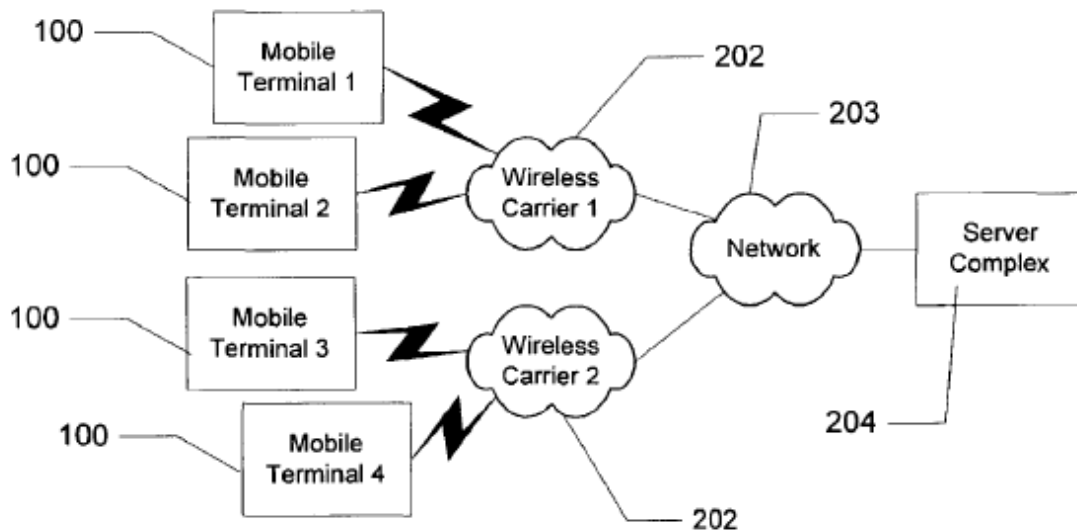 100
Mobile
Terminal 1
202
203
100
Mobile
Terminal 2
Wireless
Carrier 1
Network
Server
Complex
100
Mobile
Terminal 3
Wireless
Carrier 2
100
Mobile
Terminal 4
204
202